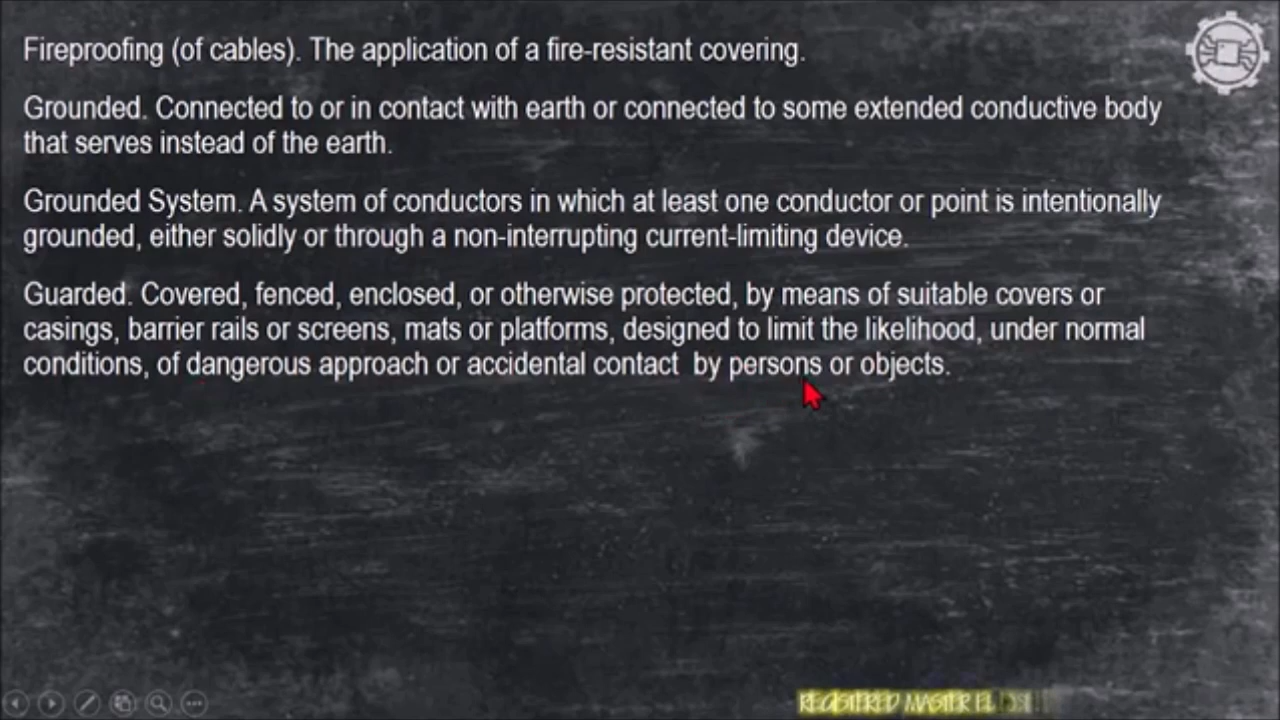 Fireproofing (of cables). The application of a fire-resistant covering.
Grounded. Connected to or in contact with earth or connected to some extended conductive body
that serves instead of the earth.
Grounded System. A system of conductors in which at least one conductor or point is intentionally
grounded, either solidly or through a non-interrupting current-limiting device.
Guarded. Covered, fenced, enclosed, or otherwise protected, by means of suitable covers or
casings, barrier rails or screens, mats or platforms, designed to limit the likelihood, under normal
conditions, of dangerous approach or accidental contact by persons or objects.
REGISTERED MASTER EL